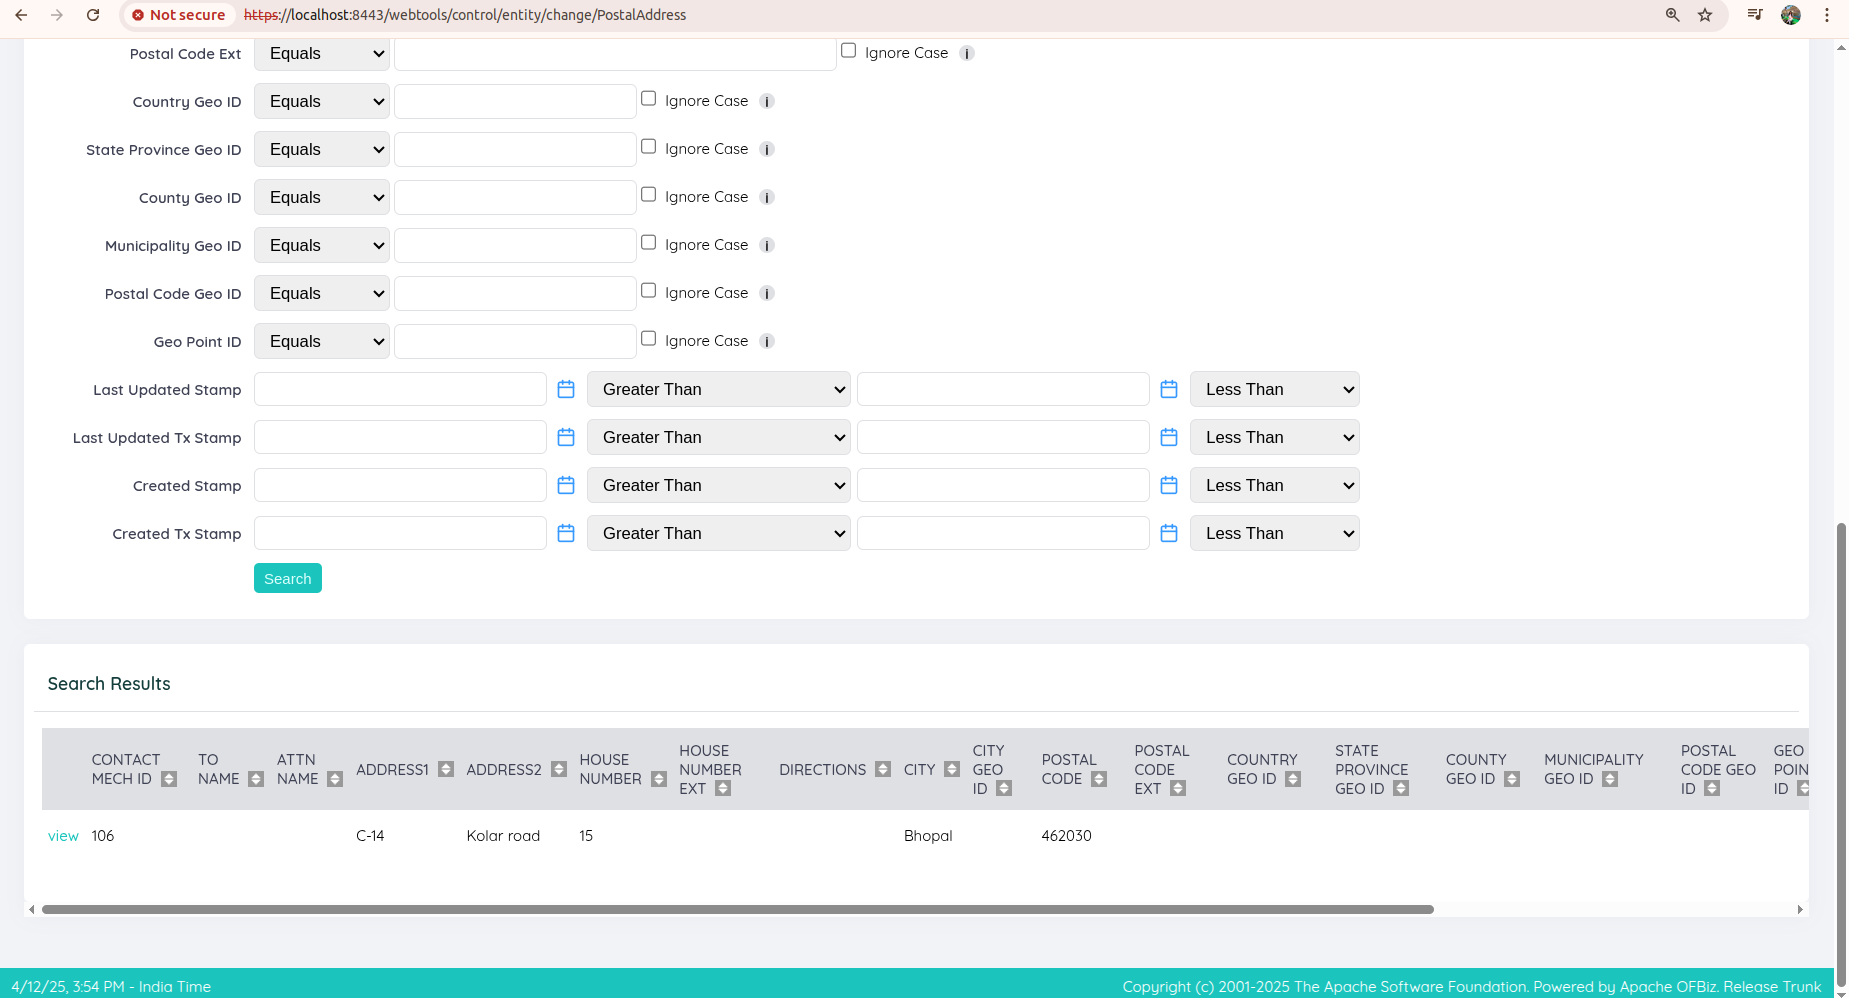 Not secure https://localhost:8443/webtools/control/entity/change/PostalAddress
Postal Code Ext Equals Ignore Case i
Country Geo ID Equals Ignore Case i
State Province Geo ID Equals Ignore Case i
County Geo ID Equals Ignore Case i
Municipality Geo ID Equals Ignore Case i
Postal Code Geo ID Equals Ignore Case i
Geo Point ID Equals Ignore Case i
Last Updated Stamp Greater Than Less Than
Last Updated Tx Stamp Greater Than Less Than
Created Stamp Greater Than Less Than
Created Tx Stamp Greater Than Less Than
Search
Search Results
CONTACT MECH ID TO NAME ATTN NAME ADDRESS1 ADDRESS2 HOUSE NUMBER HOUSE NUMBER EXT DIRECTIONS CITY CITY GEO ID POSTAL CODE POSTAL CODE EXT COUNTRY GEO ID STATE PROVINCE GEO ID COUNTY GEO ID MUNICIPALITY GEO ID POSTAL CODE GEO ID GEO POIN ID
view 106 C-14 Kolar road 15 Bhopal 462030
4/12/25, 3:54 PM - India Time Copyright (c) 2001-2025 The Apache Software Foundation. Powered by Apache OFBiz. Release Trunk